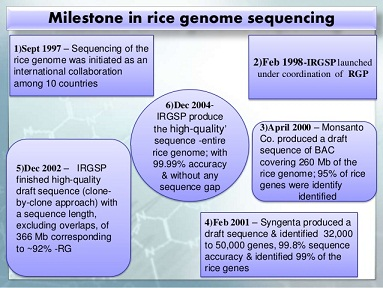 Milestone in rice genome sequencing
1)Sept 1997 – Sequencing of the
rice genome was initiated as an
international collaboration
among 10 countries
2)Feb 1998-IRGSP launched
under coordination of RGP
3)April 2000 – Monsanto
Co. produced a draft
sequence of BAC
covering 260 Mb of the
rice genome; 95% of rice
genes were identify
identified
4)Feb 2001 – Syngenta produced a
draft sequence & identified 32,000
to 50,000 genes, 99.8% sequence
accuracy & identified 99% of the
rice genes
5)Dec 2002 – IRGSP
finished high-quality
draft sequence (clone-
by-clone approach) with
a sequence length,
excluding overlaps, of
366 Mb corresponding
to ~92% -RG
6)Dec 2004-
IRGSP produce
the high-quality'
sequence -entire
rice genome; with
99.99% accuracy
& without any
sequence gap